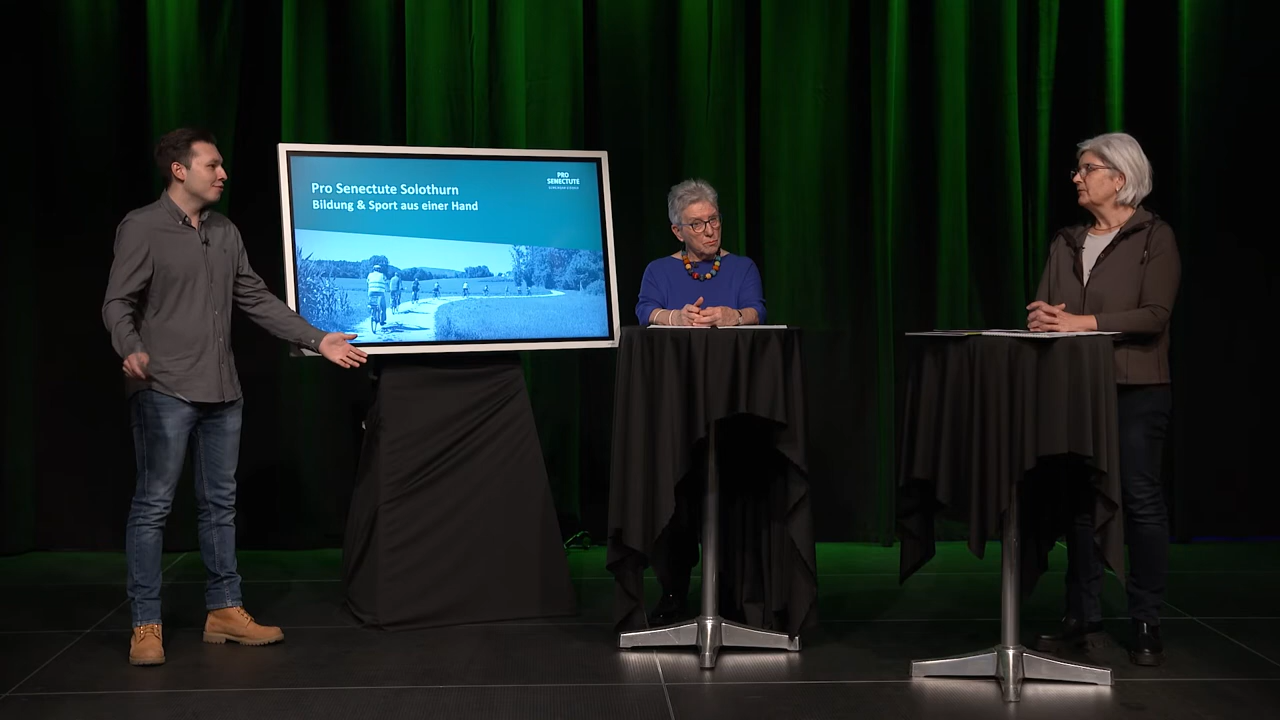 Pro Senectute Solothurn
Bildung & Sport aus einer Hand
PRO
SENECTUTE